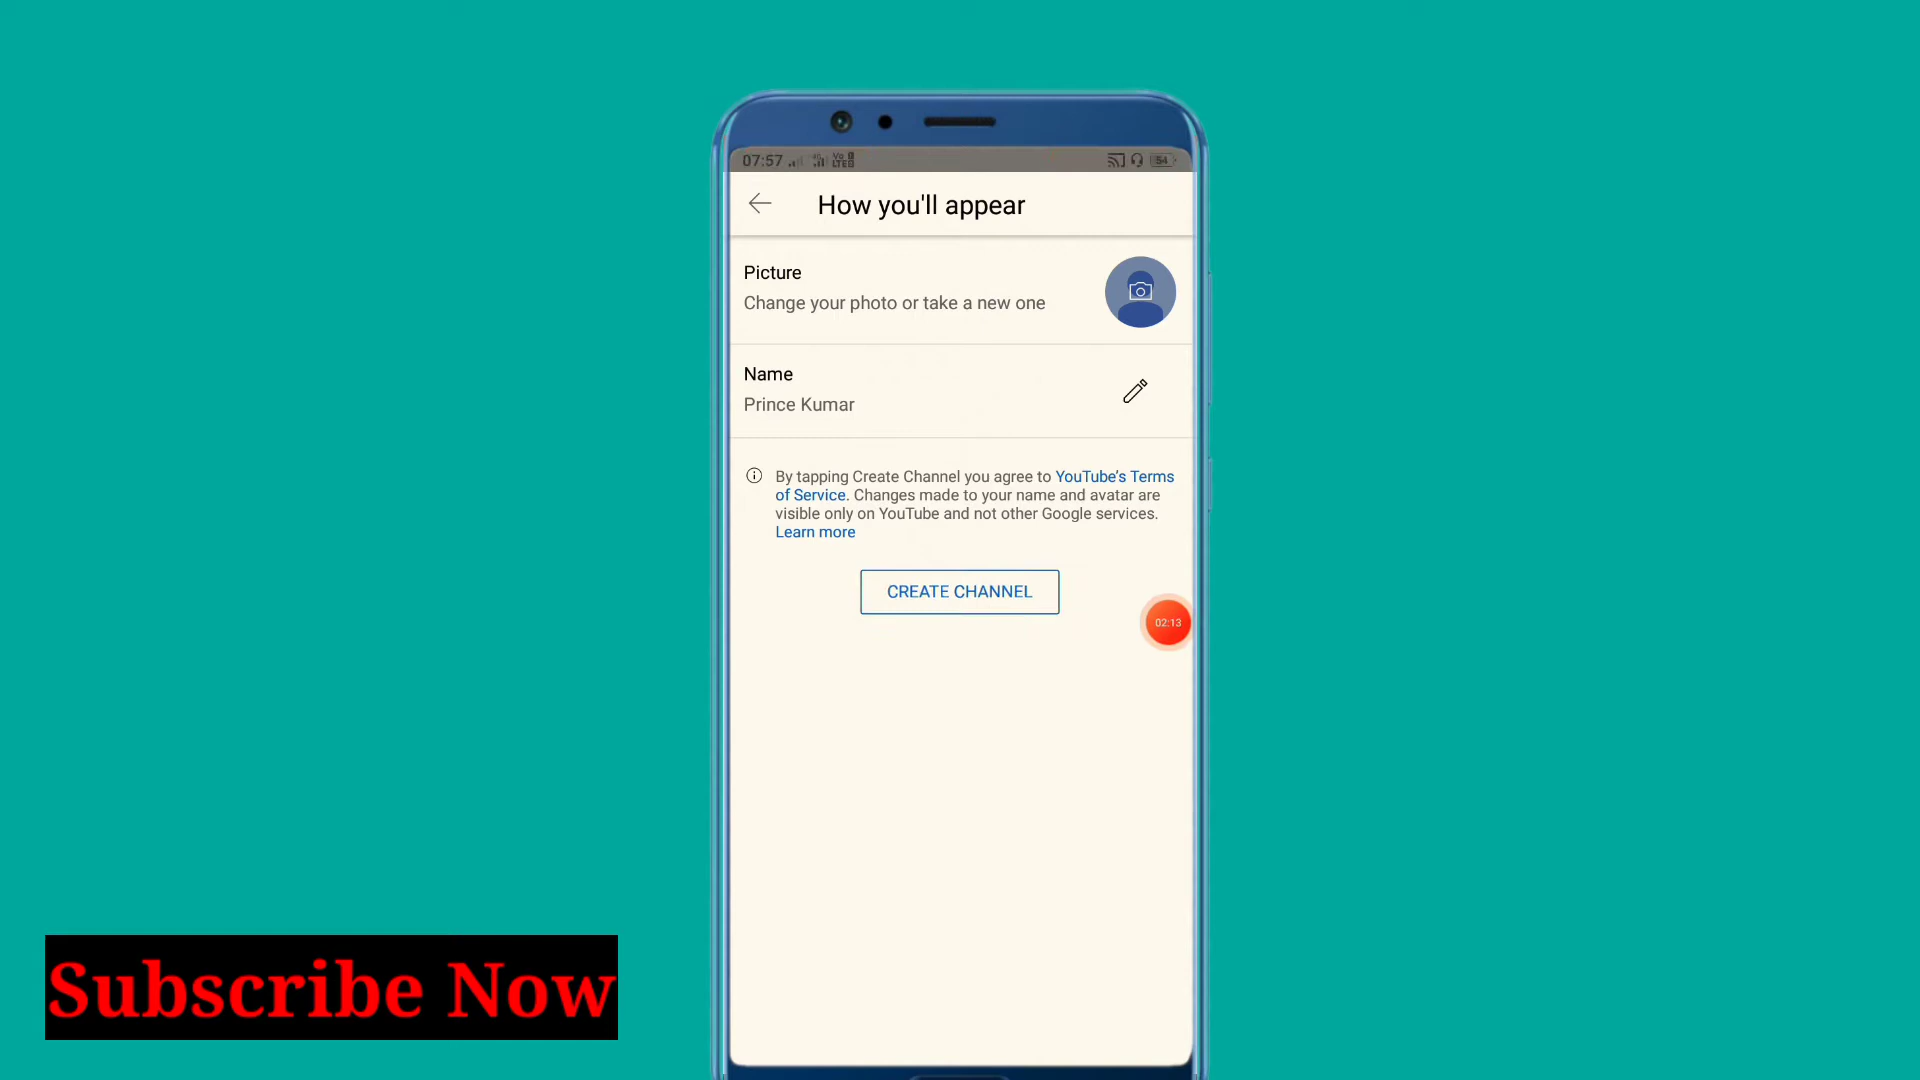 07:57
54
How you'll appear
Picture
Change your photo or take a new one
Name
Prince Kumar
By tapping Create Channel you agree to YouTube's Terms
of Service. Changes made to your name and avatar are
visible only on YouTube and not other Google services.
Learn more
CREATE CHANNEL
02:13
Subscribe Now